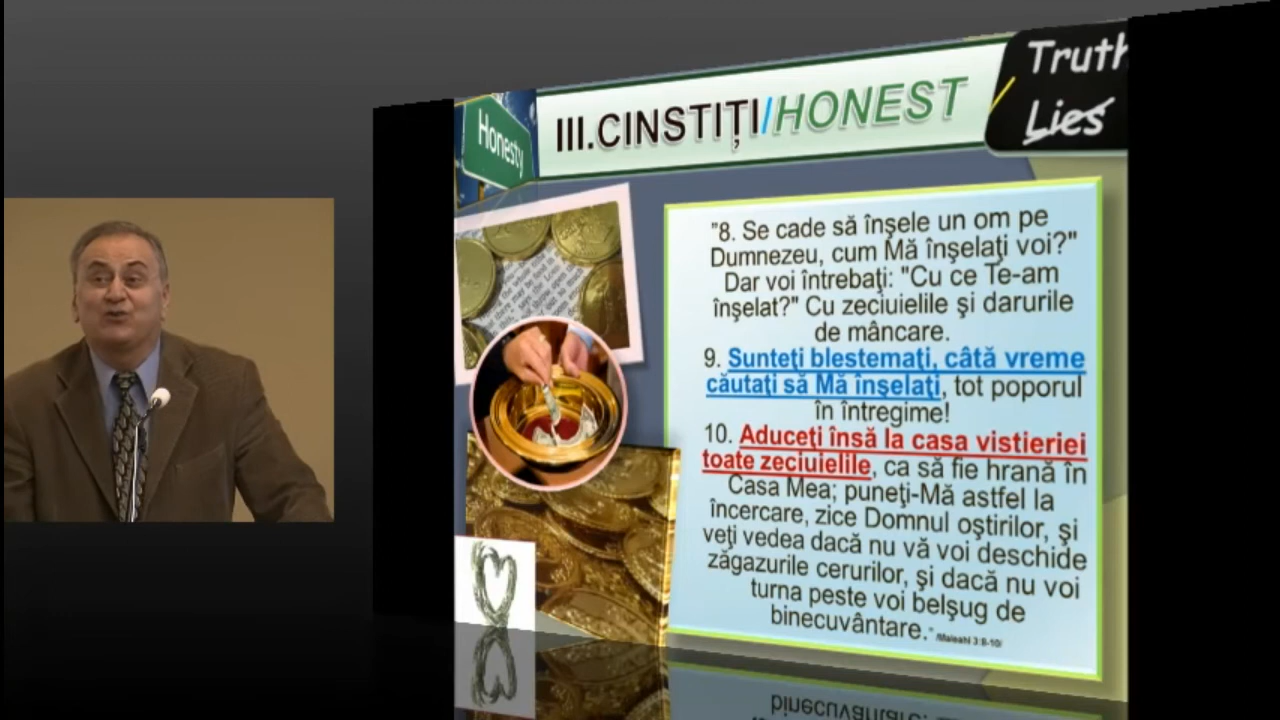 Honesty
III.CINSTIȚI/HONEST
Truth
Lies
"8. Se cade să înşele un om pe
Dumnezeu, cum Mă înşelaţi voi?"
Dar voi întrebaţi: "Cu ce Te-am
înşelat?" Cu zeciuielile şi darurile
de mâncare.
9. Sunteţi blestemaţi, câtă vreme
căutaţi să Mă înşelaţi, tot poporul
în întregime!
10. Aduceţi însă la casa vistieriei
toate zeciuielile, ca să fie hrană în
Casa Mea; puneţi-Mă astfel la
încercare, zice Domnul oştirilor, şi
veţi vedea dacă nu vă voi deschide
zăgazurile cerurilor, şi dacă nu voi
turna peste voi belşug de
binecuvântare." /Maleahi 3:8-10/